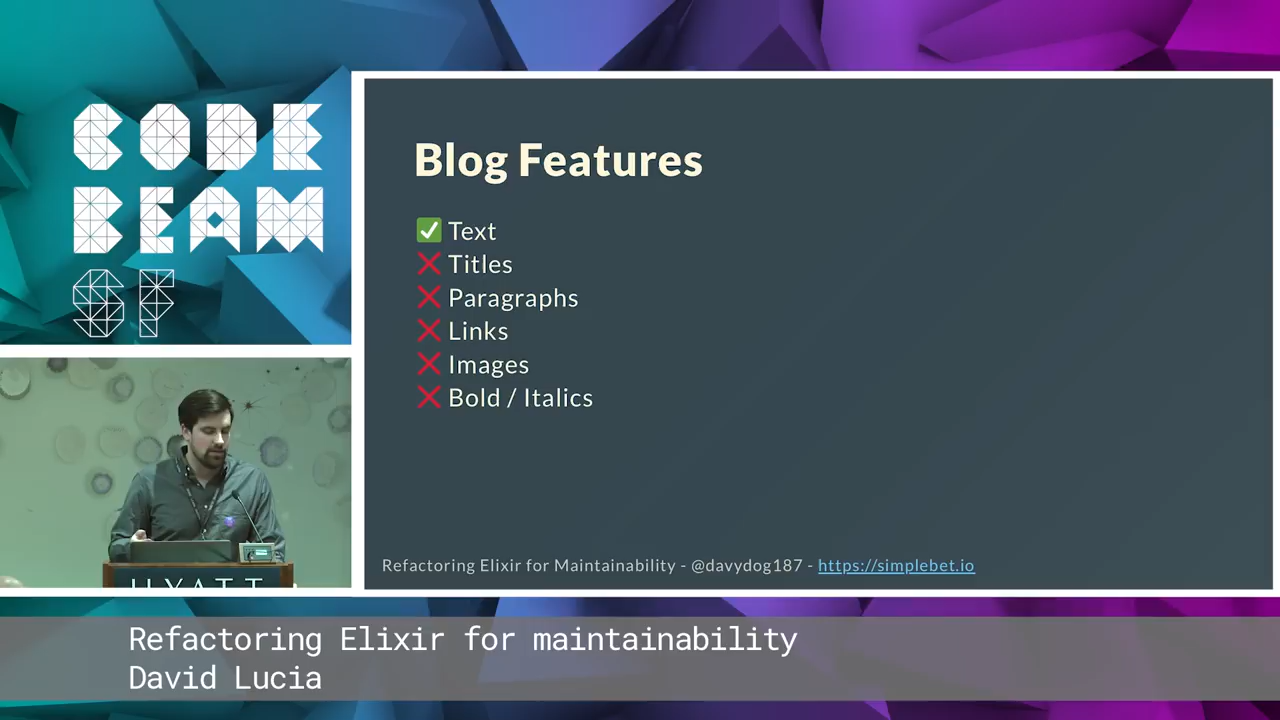 CODE
BEAM
SF
Blog Features
✅ Text
❌ Titles
❌ Paragraphs
❌ Links
❌ Images
❌ Bold / Italics
Refactoring Elixir for Maintainability - @davydog187 - https://simplebet.io
HYATT
Refactoring Elixir for maintainability
David Lucia